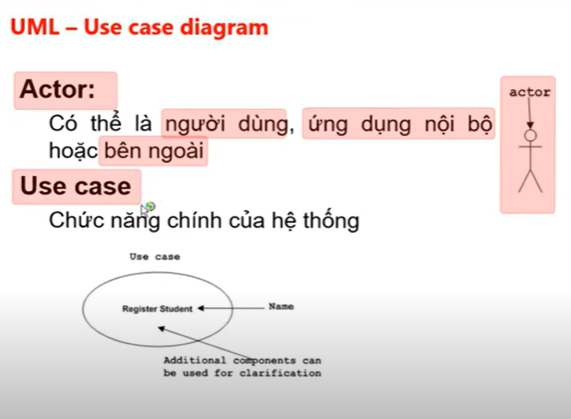 UML – Use case diagram
Actor:
actor
Có thể là người dùng, ứng dụng nội bộ
hoặc bên ngoài
Use case
Chức năng chính của hệ thống
Use case
Register Student
Name
Additional components can
be used for clarification